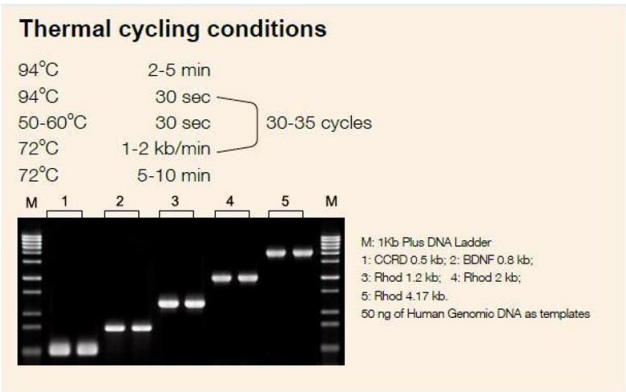 Thermal cycling conditions
94°C 2-5 min
94°C 30 sec
50-60°C 30 sec 30-35 cycles
72°C 1-2 kb/min
72°C 5-10 min
M 1 2 3 4 5 M
M: 1Kb Plus DNA Ladder
1: CCRD 0.5 kb; 2: BDNF 0.8 kb;
3: Rhod 1.2 kb; 4: Rhod 2 kb;
5: Rhod 4.17 kb.
50 ng of Human Genomic DNA as templates